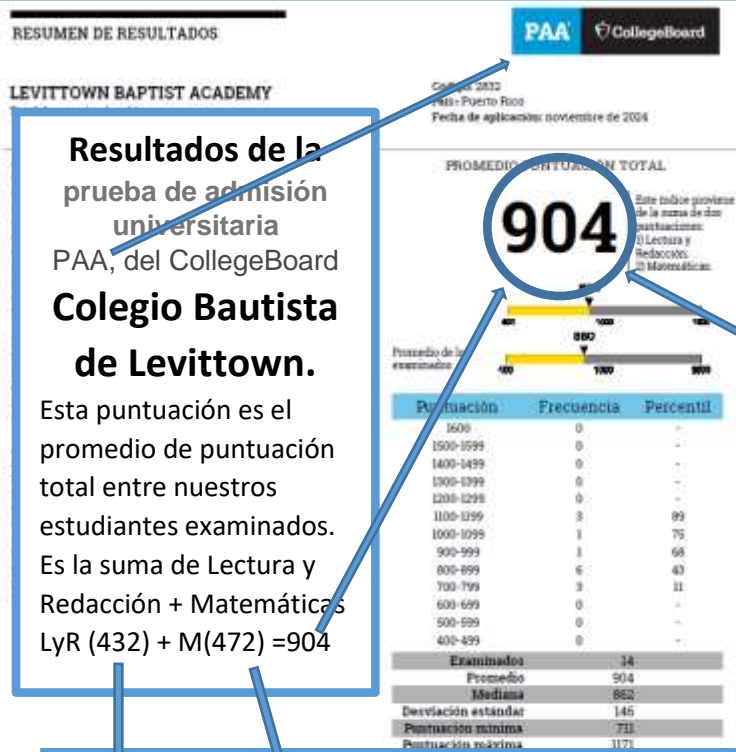 RESUMEN DE RESULTADOS
PAA CollegeBoard
LEVITTOWN BAPTIST ACADEMY
2832
País: Puerto Rico
Fecha de aplicación: noviembre de 2024
Resultados de la
prueba de admisión
universitaria
PAA, del CollegeBoard
Colegio Bautista
de Levittown.
Esta puntuación es el
promedio de puntuación
total entre nuestros
estudiantes examinados.
Es la suma de Lectura y
Redacción + Matemáticas
LyR (432) + M(472) =904
PROMEDIO PUNTUACIÓN TOTAL
904
Este índice proviene
de la suma de dos
puntuaciones:
1) Lectura y
Redacción;
2) Matemáticas
400 1000
880
Promedio de los
examinados
400 1000
Puntuación Frecuencia Percentil
1600 0 -
1500-1599 0 -
1400-1499 0 -
1300-1399 0 -
1200-1299 0 -
1100-1199 3 89
1000-1099 1 75
900-999 1 68
800-899 6 43
700-799 3 11
600-699 0 -
500-599 0 -
400-499 0 -
Examinados 14
Promedio 904
Mediana 862
Desviación estándar 146
Puntuación mínima 711
Puntuación máxima 1171